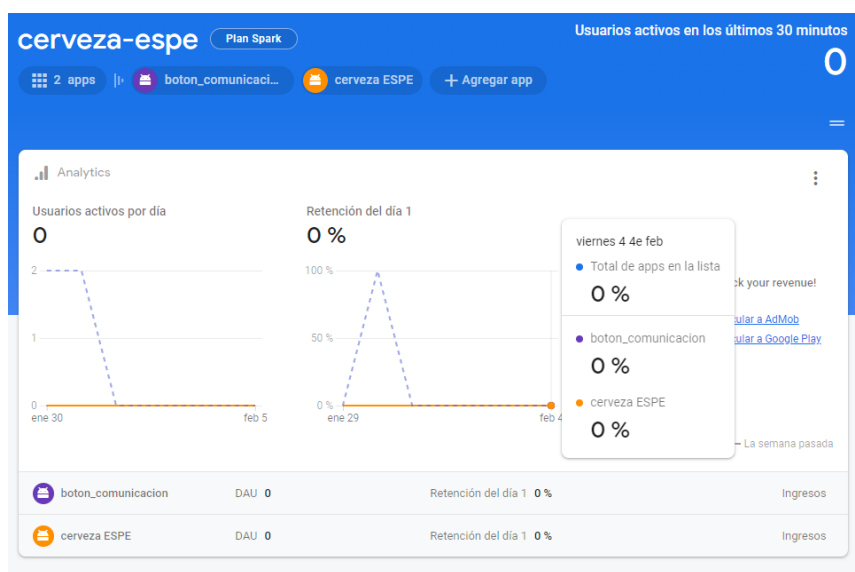 cerveza-espe Plan Spark
Usuarios activos en los últimos 30 minutos
0
2 apps boton_comunicaci... cerveza ESPE + Agregar app
Analytics
Usuarios activos por día
0
2
1
0
ene 30 feb 5
Retención del día 1
0 %
100 %
50 %
0 %
ene 29 feb 4
viernes 4 4e feb
Total de apps en la lista
0 %
boton_comunicacion
0 %
cerveza ESPE
0 %
ck your revenue!
ular a AdMob
ular a Google Play
La semana pasada
boton_comunicacion DAU 0 Retención del día 1 0 % Ingresos
cerveza ESPE DAU 0 Retención del día 1 0 % Ingresos